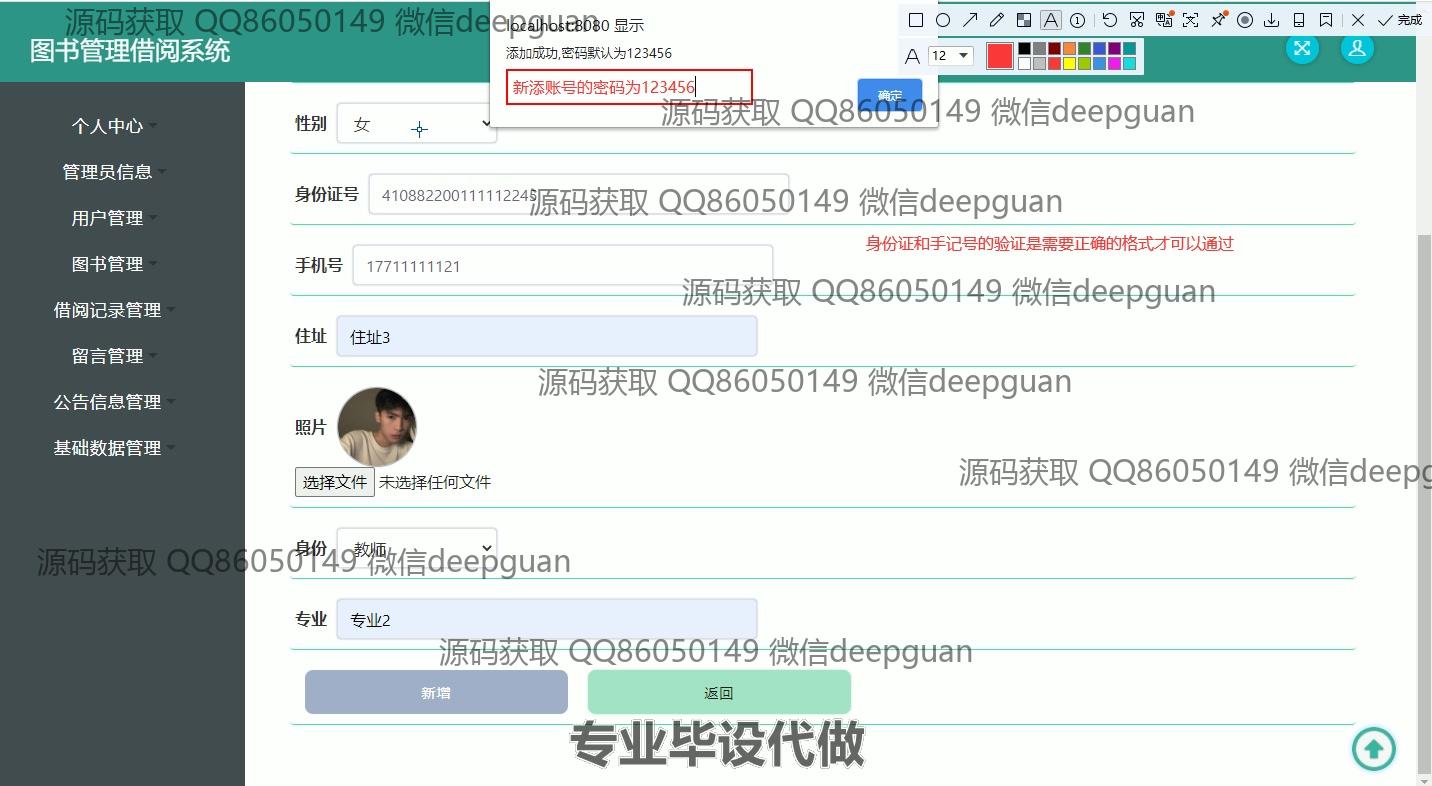 源码获取 QQ86050149 微信deepguan
localhost:8080 显示
完成
图书管理借阅系统
添加成功,密码默认为123456
12
新添账号的密码为123456
确定
源码获取 QQ86050149 微信deepguan
个人中心
性别 女
管理员信息
身份证号 410882200111112245
源码获取 QQ86050149 微信deepguan
用户管理
身份证和手记号的验证是需要正确的格式才可以通过
图书管理
手机号 17711111121
源码获取 QQ86050149 微信deepguan
借阅记录管理
住址 住址3
留言管理
源码获取 QQ86050149 微信deepguan
公告信息管理
照片
基础数据管理
源码获取 QQ86050149 微信deepg
选择文件 未选择任何文件
身份 教师
源码获取 QQ86050149 微信deepguan
专业 专业2
源码获取 QQ86050149 微信deepguan
新增 返回
专业毕设代做